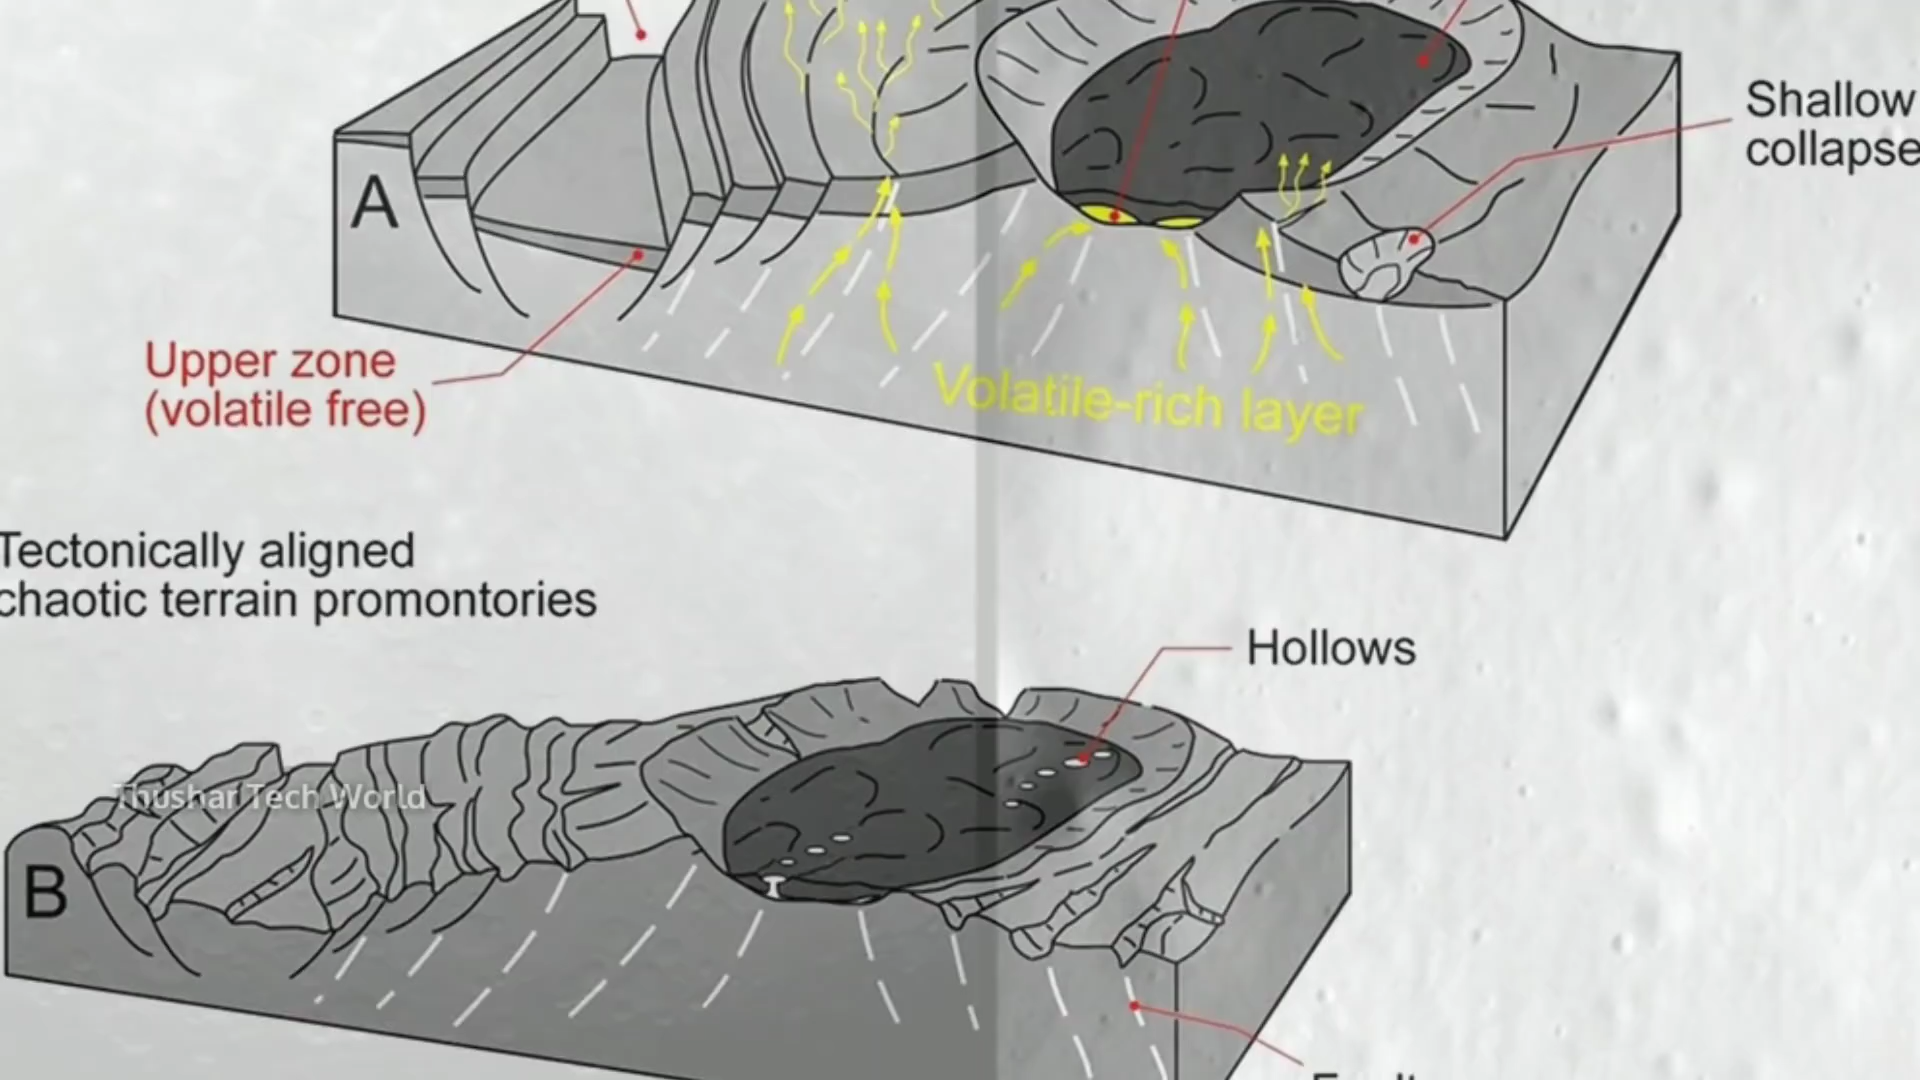 Shallow
collapse
A
Upper zone
(volatile free)
Volatile-rich layer
Tectonically aligned
chaotic terrain promontories
Hollows
Thushar Tech World
B